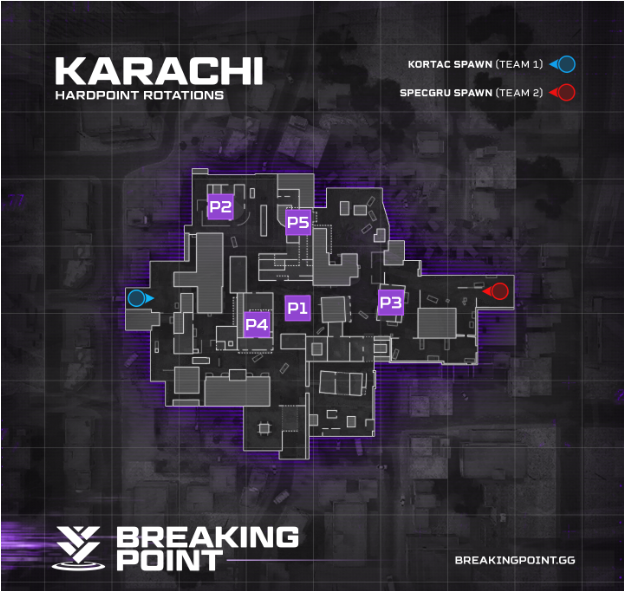 KARACHI
HARDPOINT ROTATIONS
KORTAC SPAWN (TEAM 1)
SPECGRU SPAWN (TEAM 2)
P2
P5
P1
P3
P4
BREAKING
POINT
BREAKINGPOINT.GG